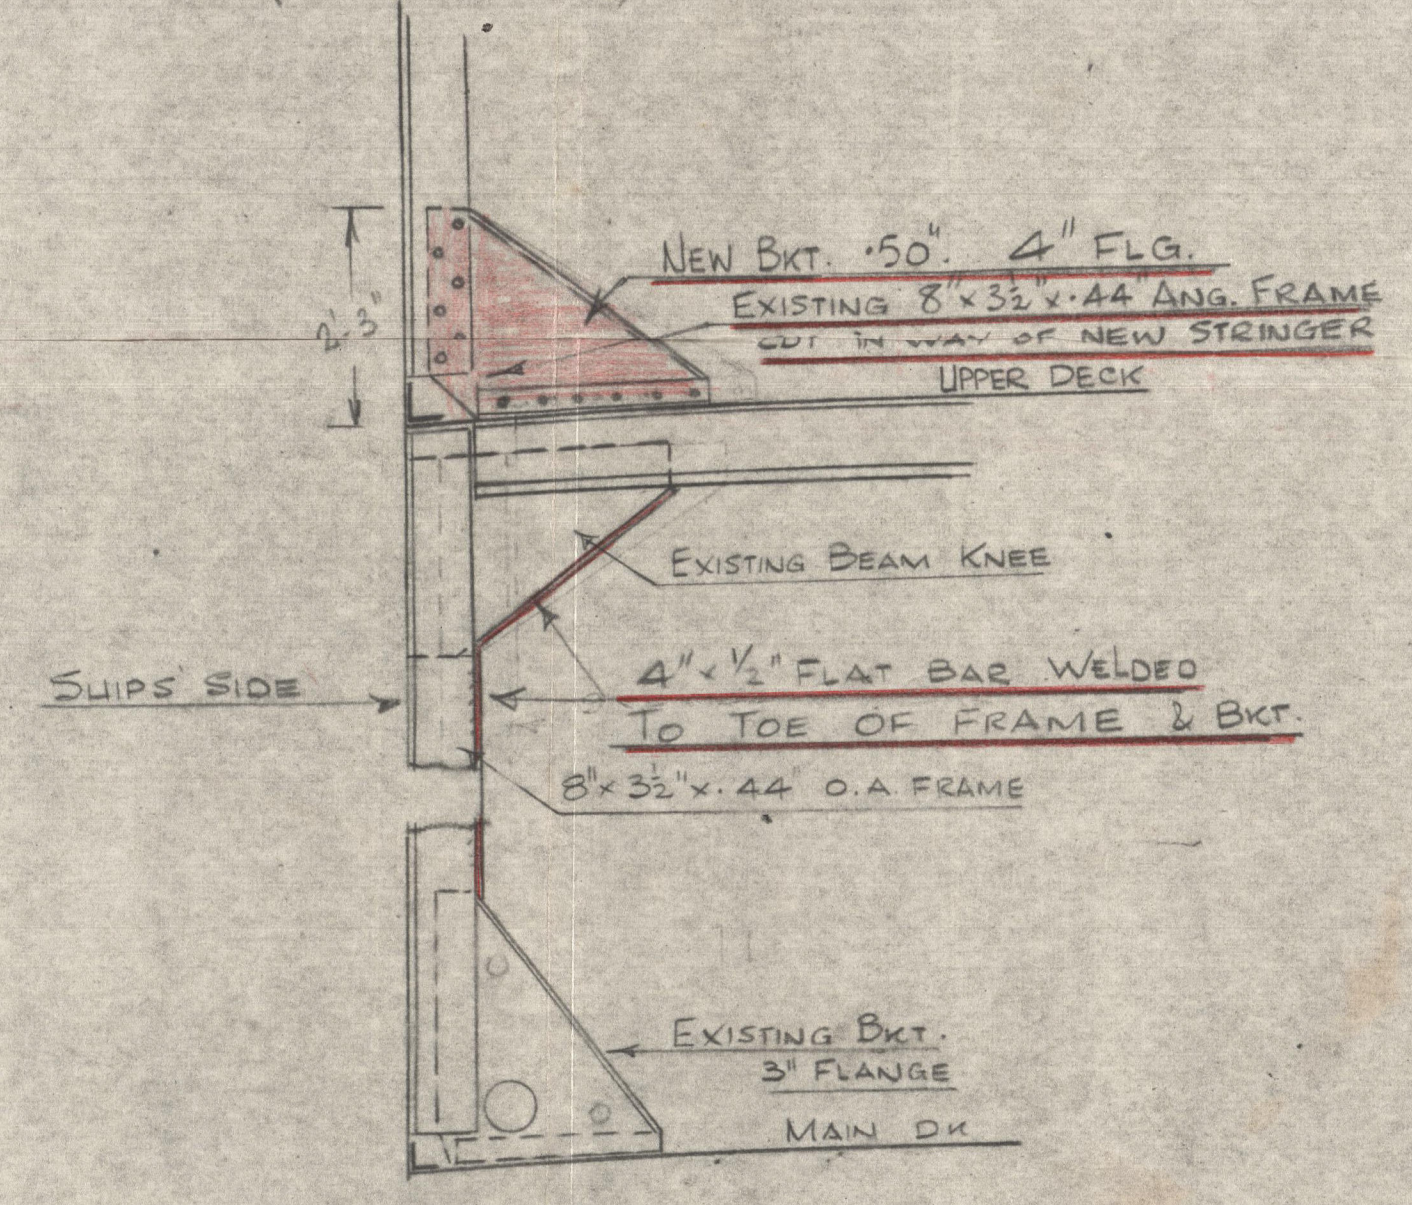 NEW BKT. .50". 4" FLG.
EXISTING 8"x3½"x.44" ANG. FRAME
CUT IN WAY OF NEW STRINGER
2'-3"
UPPER DECK
EXISTING BEAM KNEE
4"x½" FLAT BAR WELDED
TO TOE OF FRAME & BKT.
SHIPS' SIDE
8"x3½"x.44" O.A. FRAME
EXISTING BKT.
3" FLANGE
MAIN DK